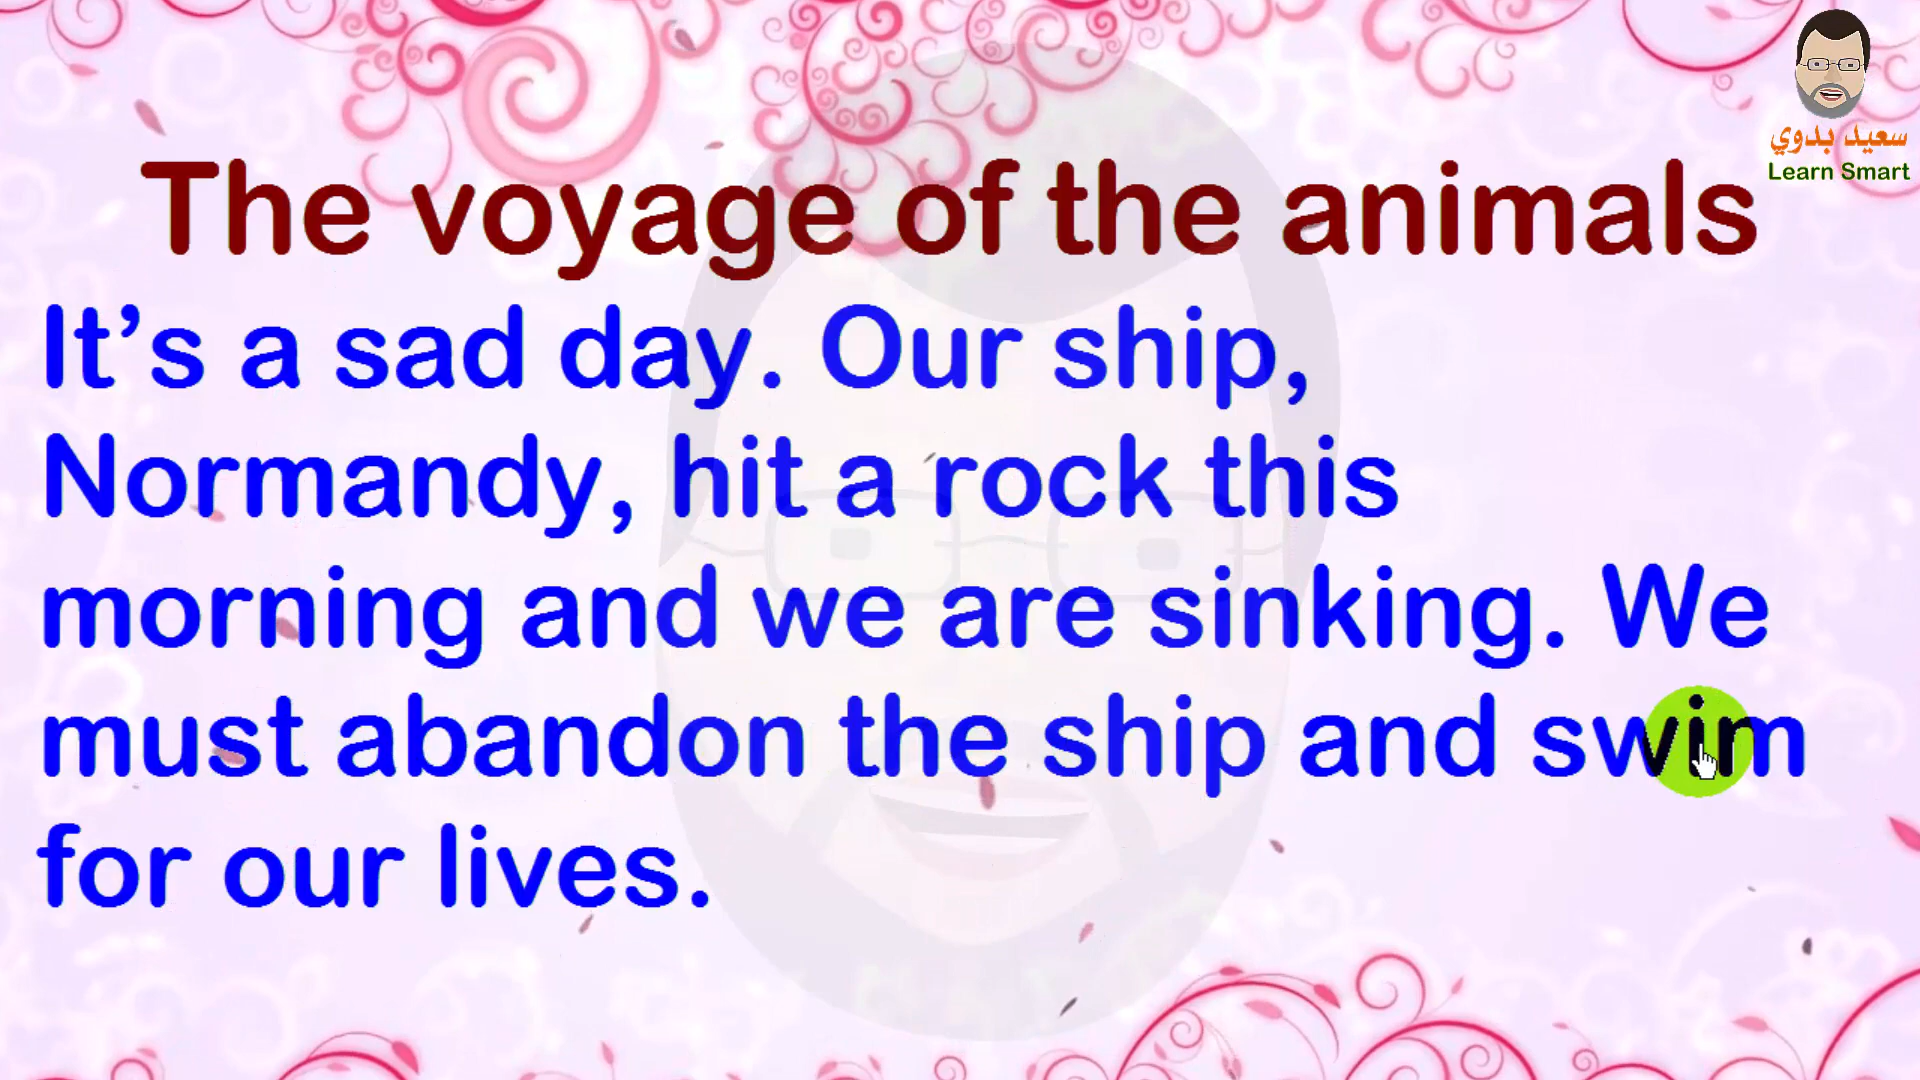 سعيد بدوي
Learn Smart
The voyage of the animals
It's a sad day. Our ship,
Normandy, hit a rock this
morning and we are sinking. We
must abandon the ship and swim
for our lives.